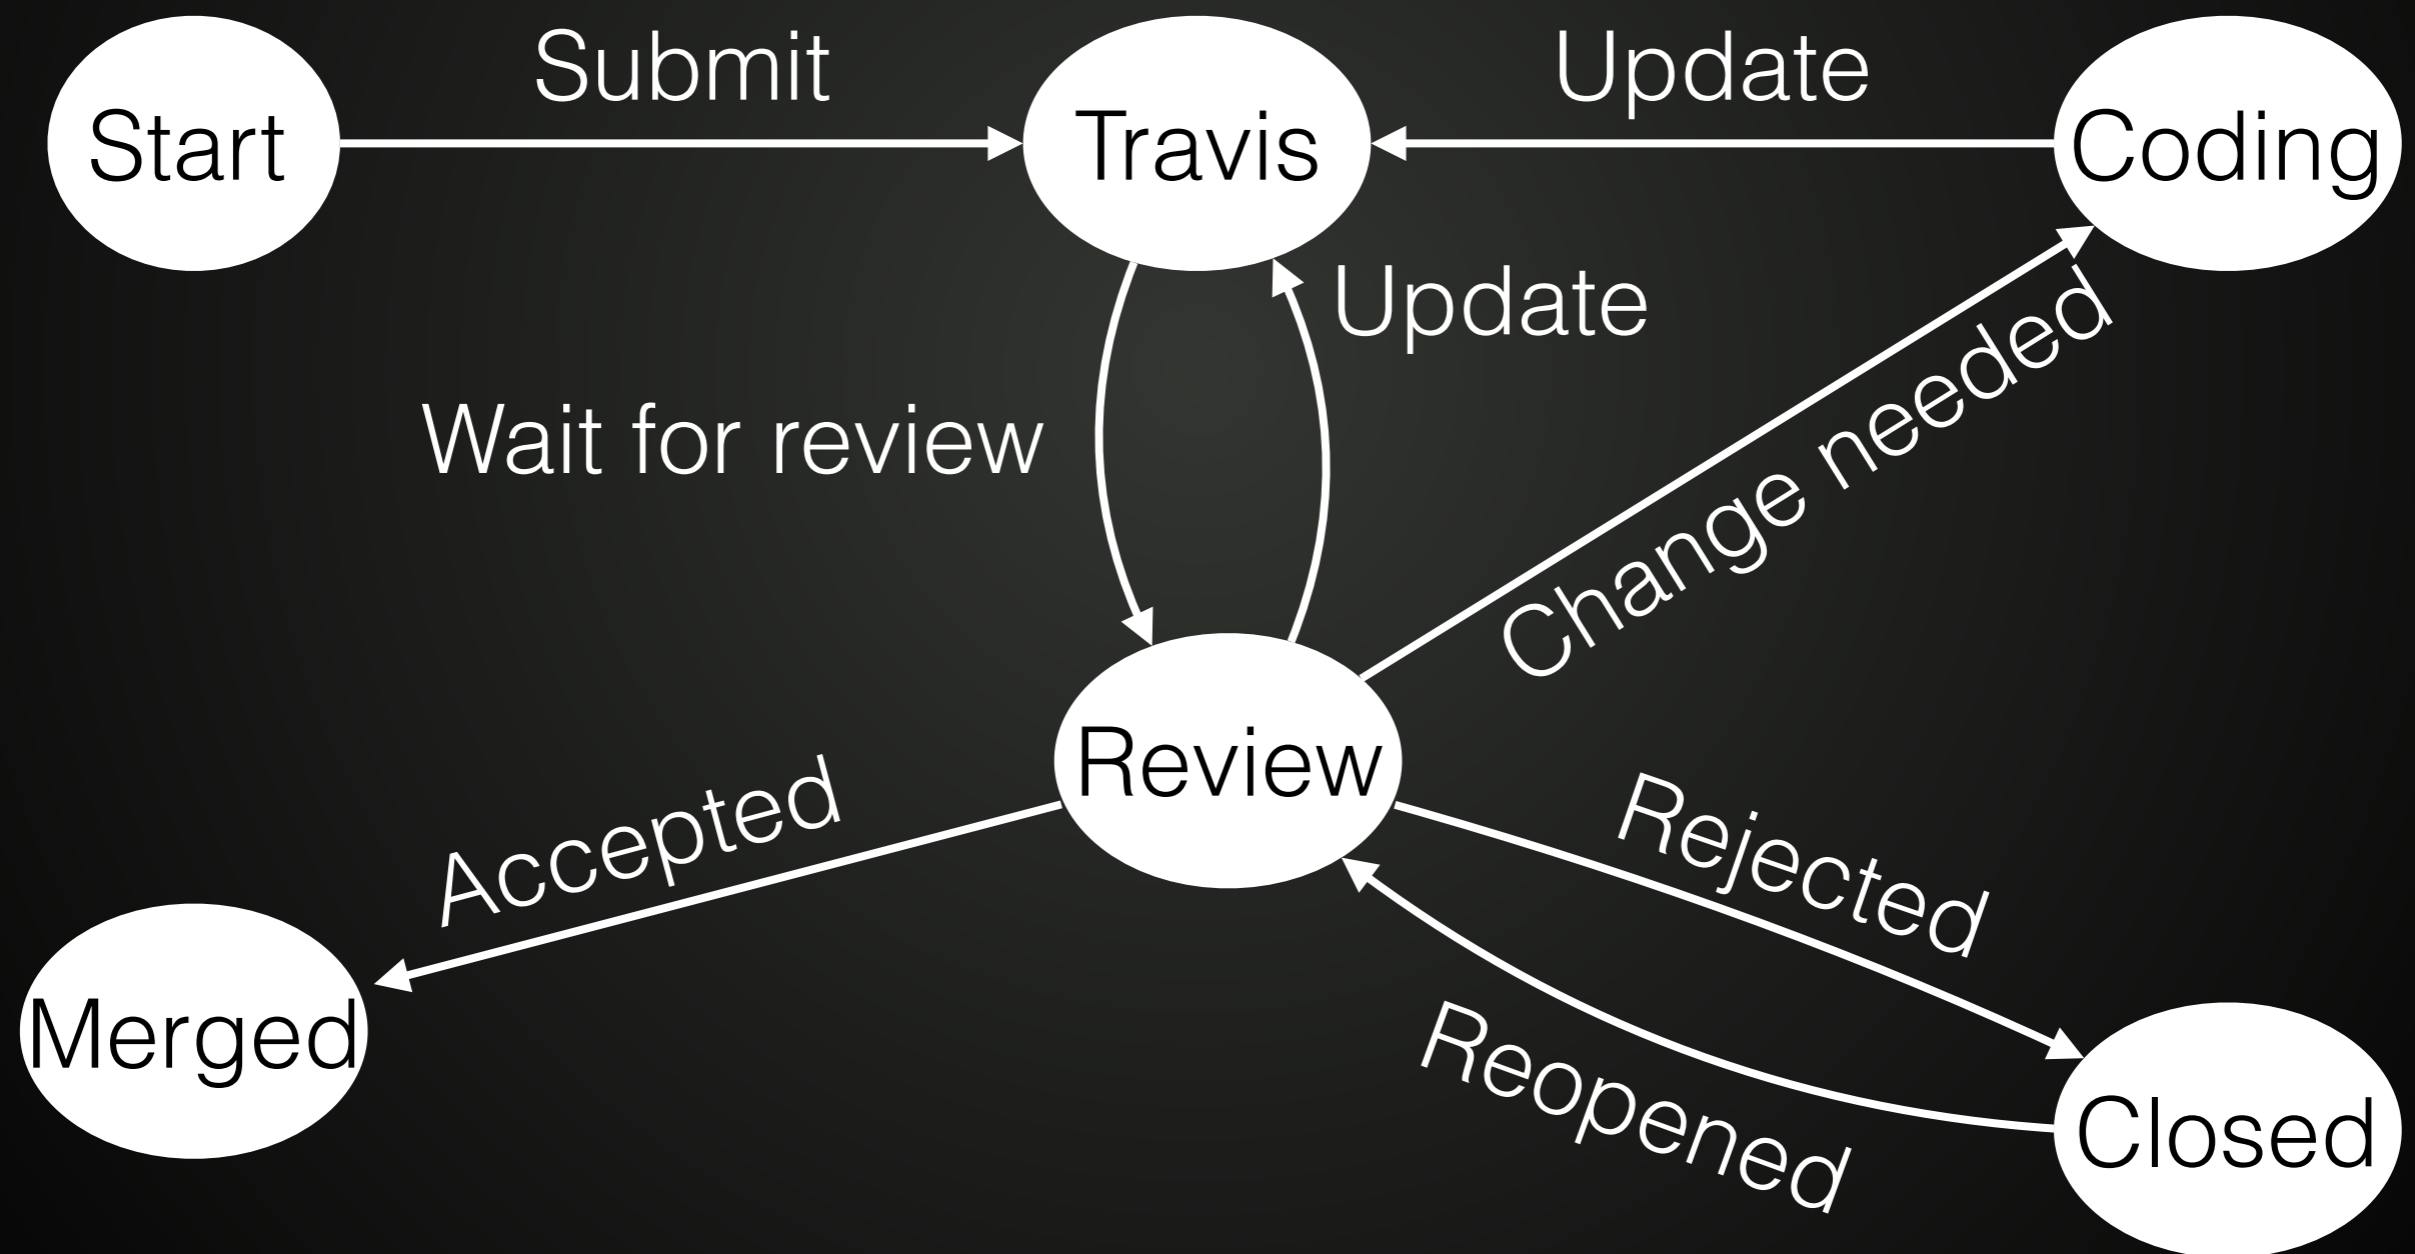 Start
Submit
Travis
Update
Coding
Update
Wait for review
Change needed
Review
Accepted
Rejected
Merged
Reopened
Closed